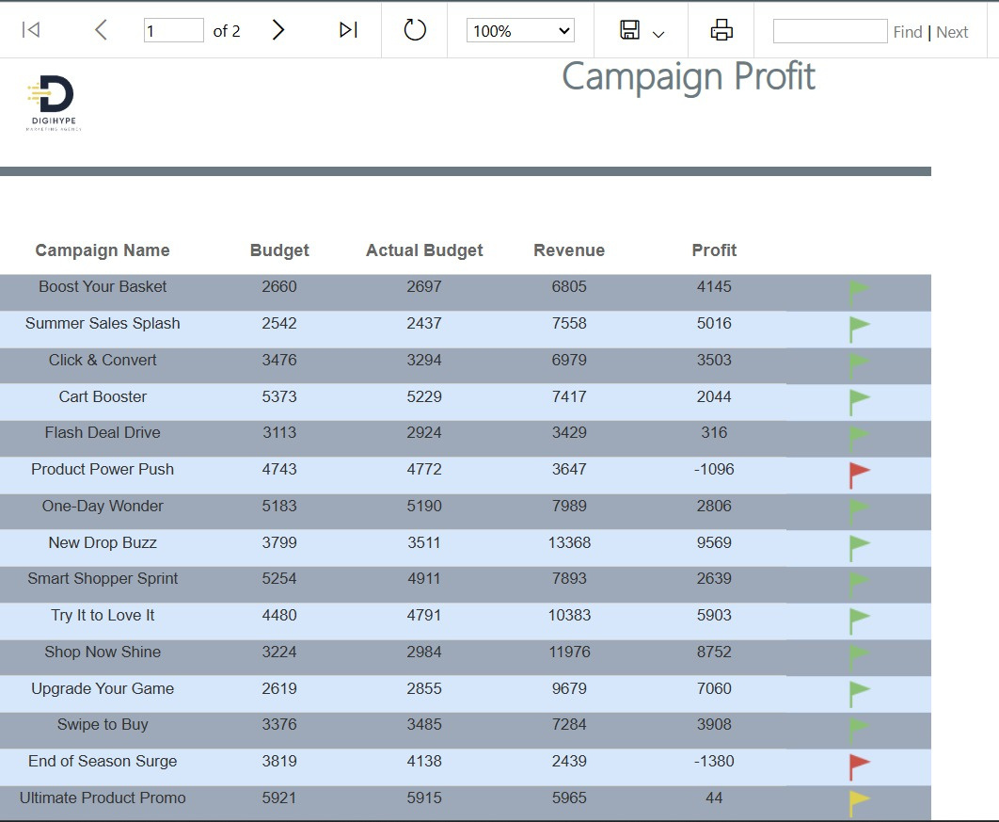 1 of 2 100% Find | Next
Campaign Profit
DIGIHYPE
MARKETING AGENCY
Campaign Name Budget Actual Budget Revenue Profit
Boost Your Basket 2660 2697 6805 4145
Summer Sales Splash 2542 2437 7558 5016
Click & Convert 3476 3294 6979 3503
Cart Booster 5373 5229 7417 2044
Flash Deal Drive 3113 2924 3429 316
Product Power Push 4743 4772 3647 -1096
One-Day Wonder 5183 5190 7989 2806
New Drop Buzz 3799 3511 13368 9569
Smart Shopper Sprint 5254 4911 7893 2639
Try It to Love It 4480 4791 10383 5903
Shop Now Shine 3224 2984 11976 8752
Upgrade Your Game 2619 2855 9679 7060
Swipe to Buy 3376 3485 7284 3908
End of Season Surge 3819 4138 2439 -1380
Ultimate Product Promo 5921 5915 5965 44